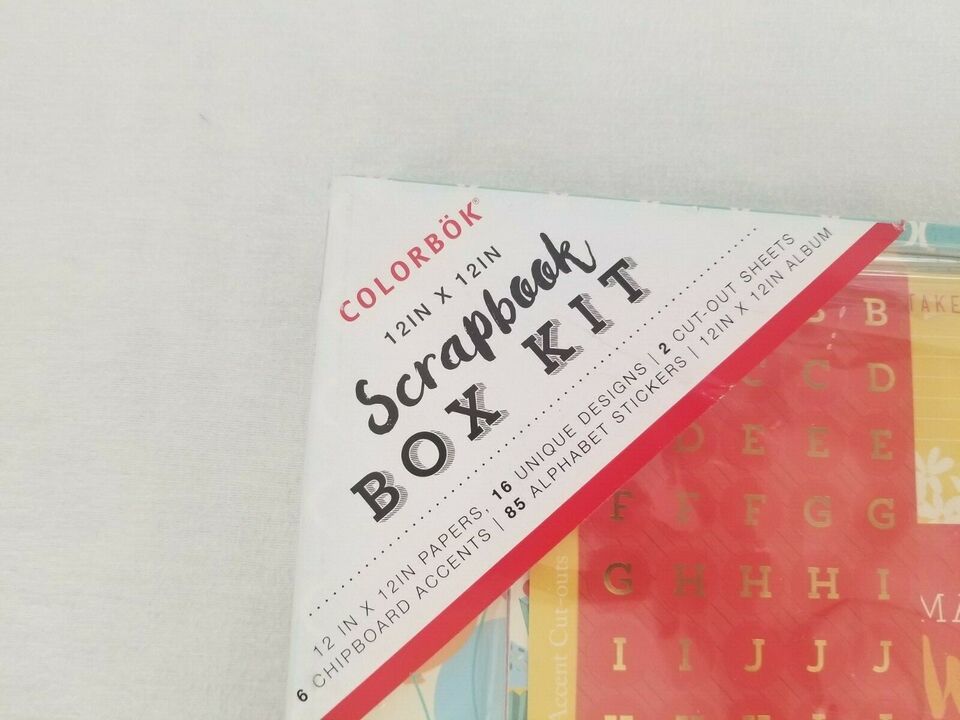 COLORBÖK®
12IN X 12IN
Scrapbook
BOX KIT
12 IN X 12IN PAPERS, 16 UNIQUE DESIGNS | 2 CUT-OUT SHEETS
6 CHIPBOARD ACCENTS | 85 ALPHABET STICKERS | 12IN X 12IN ALBUM
B B
TAKE
C C D
D E E E
F F F G G
G H H H I
I I J J J
Accent Cut-outs
MA